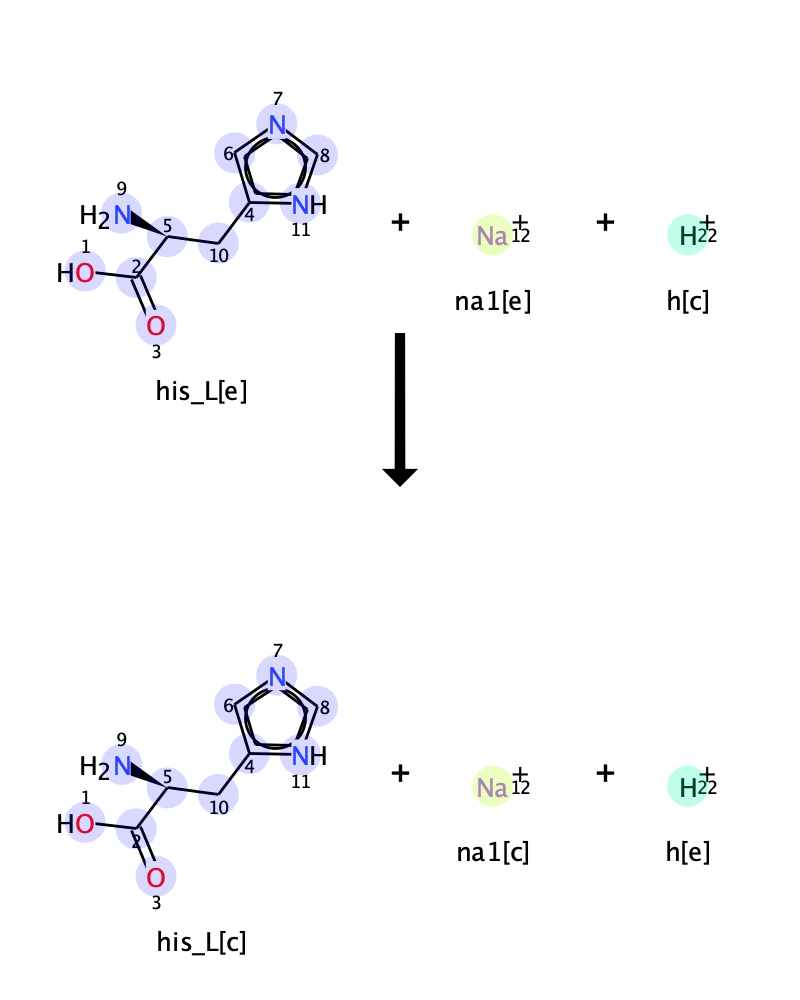 7
N
6
8
9
H2N
5
4
NH
11
1
HO
2
10
O
3
his_L[e]
+
Na+
12
na1[e]
+
H+
22
h[c]
7
N
6
8
9
H2N
5
4
NH
11
1
HO
2
10
O
3
his_L[c]
+
Na+
12
na1[c]
+
H+
22
h[e]